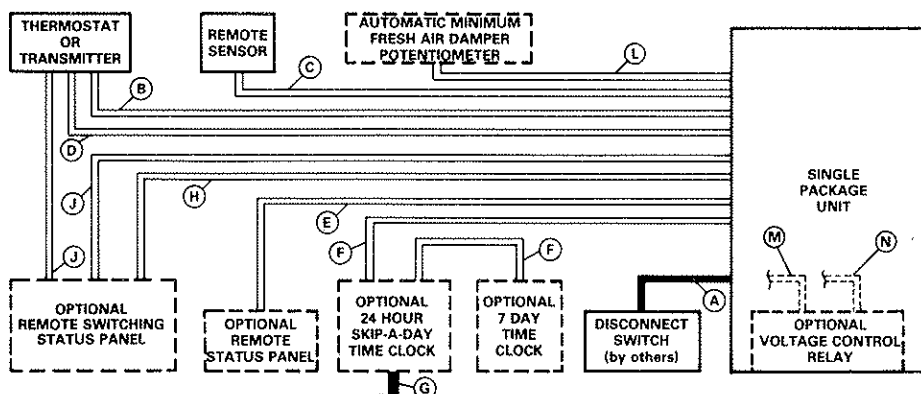 THERMOSTAT
OR
TRANSMITTER
REMOTE
SENSOR
AUTOMATIC MINIMUM
FRESH AIR DAMPER
POTENTIOMETER
L
C
B
D
J
H
E
F
F
J
SINGLE
PACKAGE
UNIT
M
N
A
OPTIONAL
REMOTE SWITCHING
STATUS PANEL
OPTIONAL
REMOTE
STATUS PANEL
OPTIONAL
24 HOUR
SKIP-A-DAY
TIME CLOCK
OPTIONAL
7 DAY
TIME
CLOCK
DISCONNECT
SWITCH
(by others)
OPTIONAL
VOLTAGE CONTROL
RELAY
G